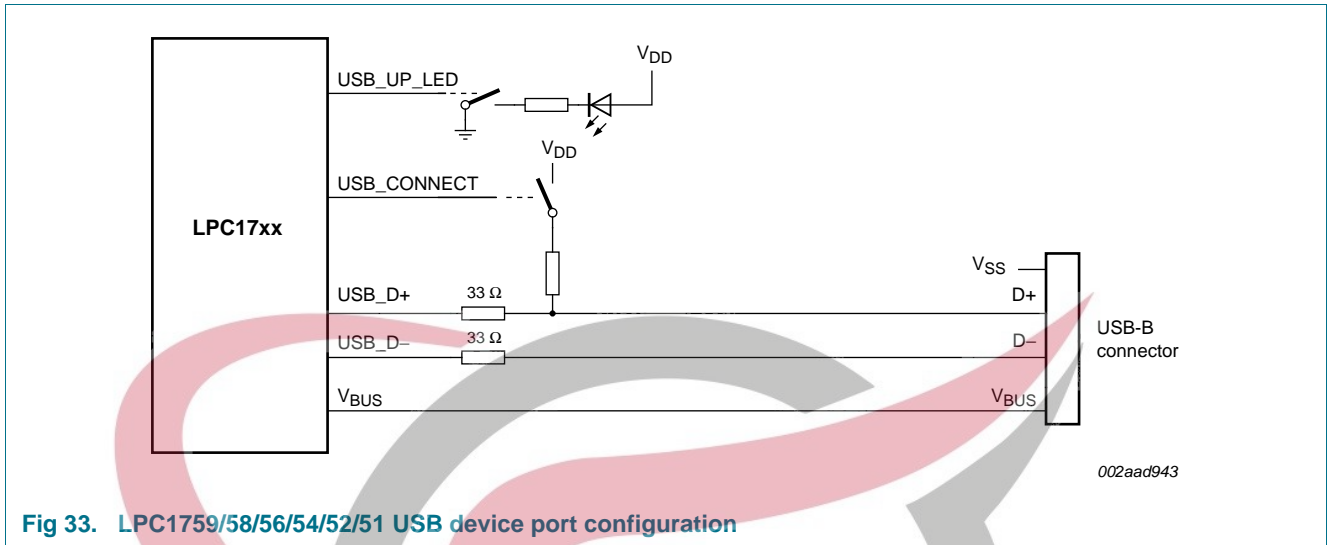 VDD
USB_UP_LED
VDD
USB_CONNECT
LPC17xx
VSS
USB_D+
33 Ω
D+
USB_D−
33 Ω
D−
USB-B
connector
VBUS
VBUS
002aad943
Fig 33. LPC1759/58/56/54/52/51 USB device port configuration